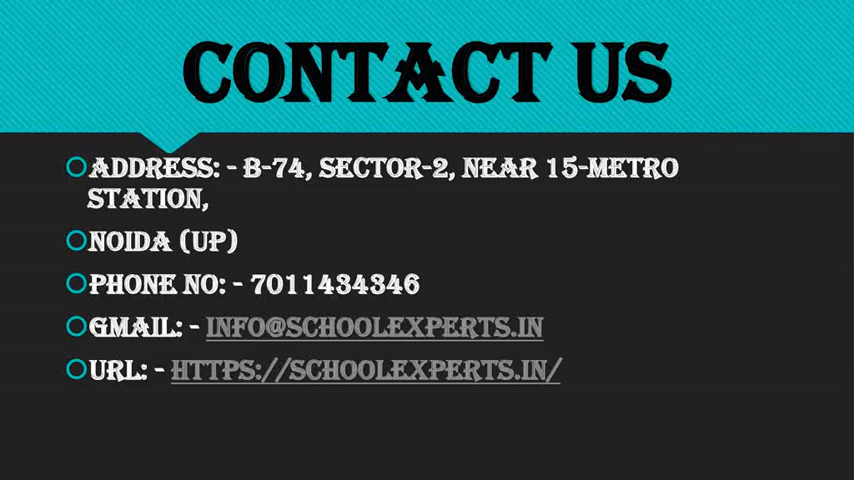 CONTACT US
ADDRESS: - B-74, SECTOR-2, NEAR 15-METRO
STATION,
NOIDA (UP)
PHONE NO: - 7011434346
GMAIL: - INFO@SCHOOLEXPERTS.IN
URL: - HTTPS://SCHOOLEXPERTS.IN/